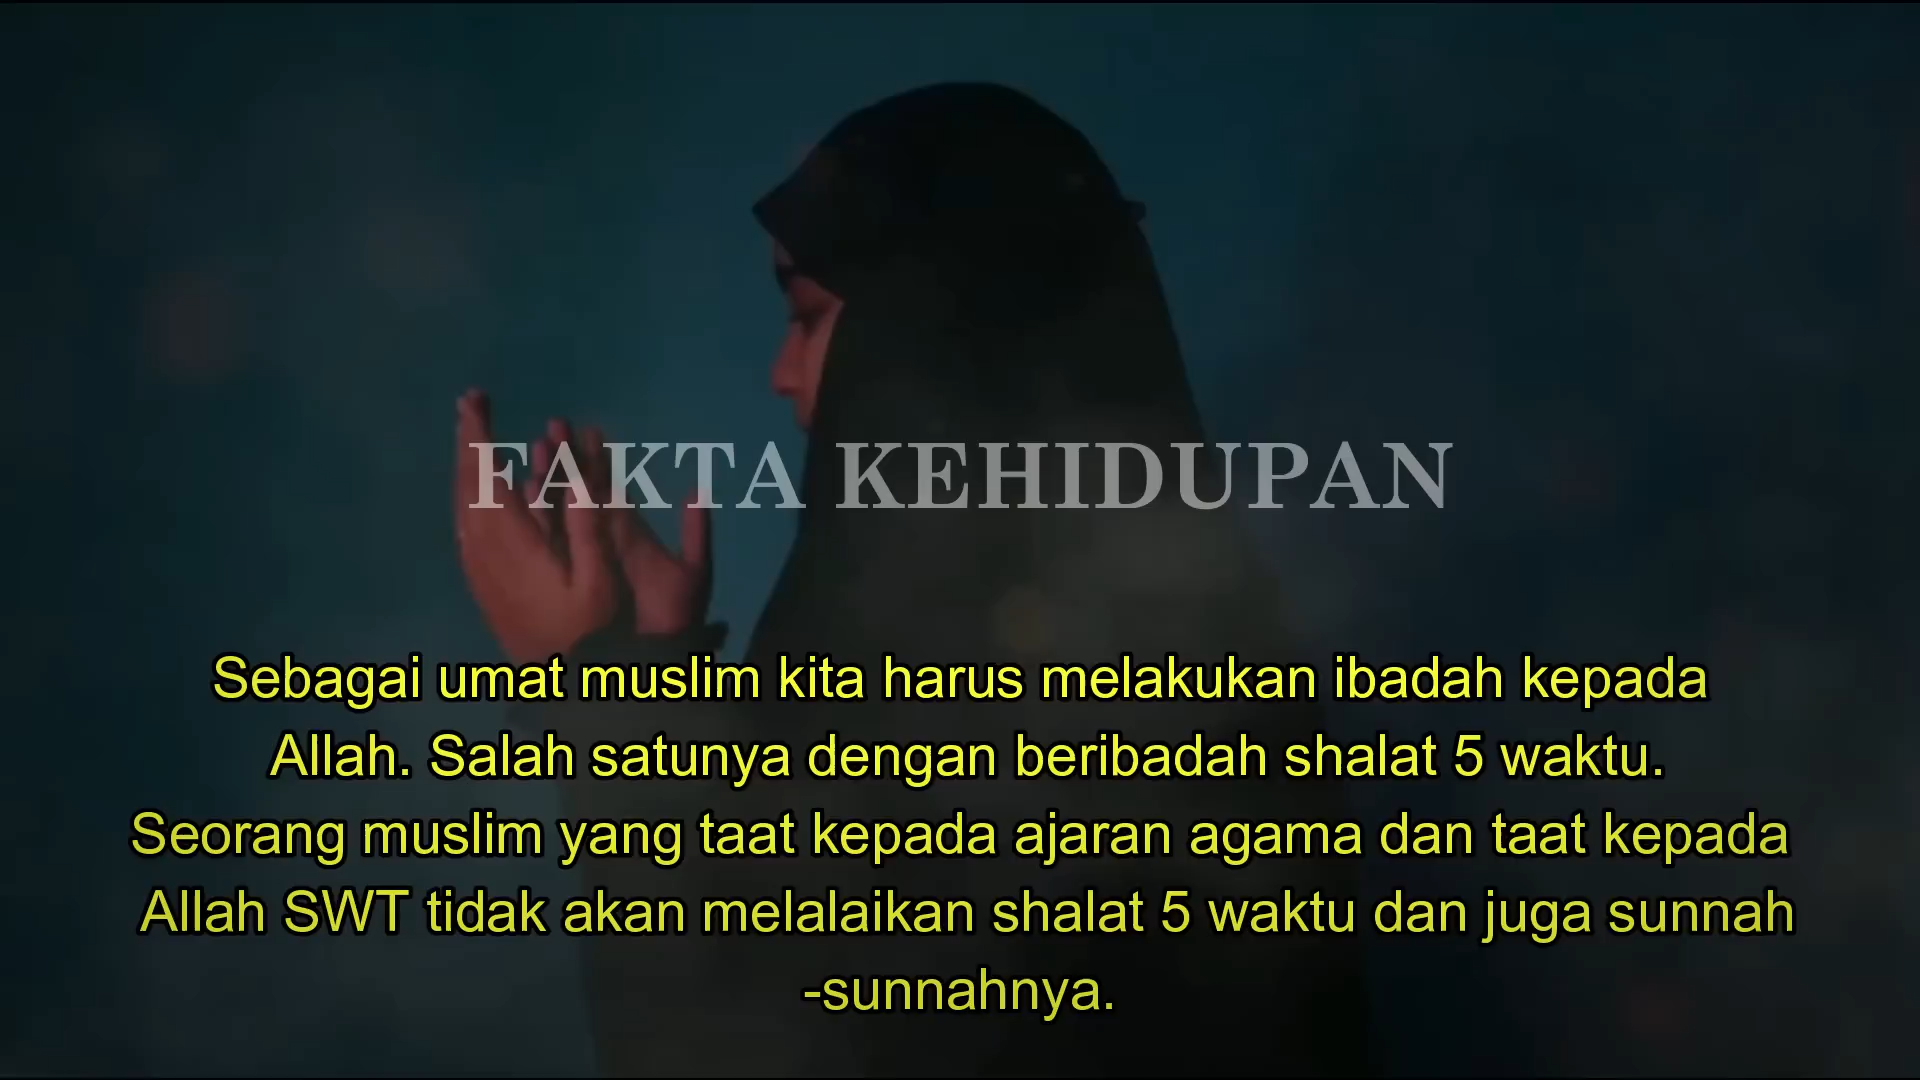 FAKTA KEHIDUPAN
Sebagai umat muslim kita harus melakukan ibadah kepada
Allah. Salah satunya dengan beribadah shalat 5 waktu.
Seorang muslim yang taat kepada ajaran agama dan taat kepada
Allah SWT tidak akan melalaikan shalat 5 waktu dan juga sunnah
-sunnahnya.